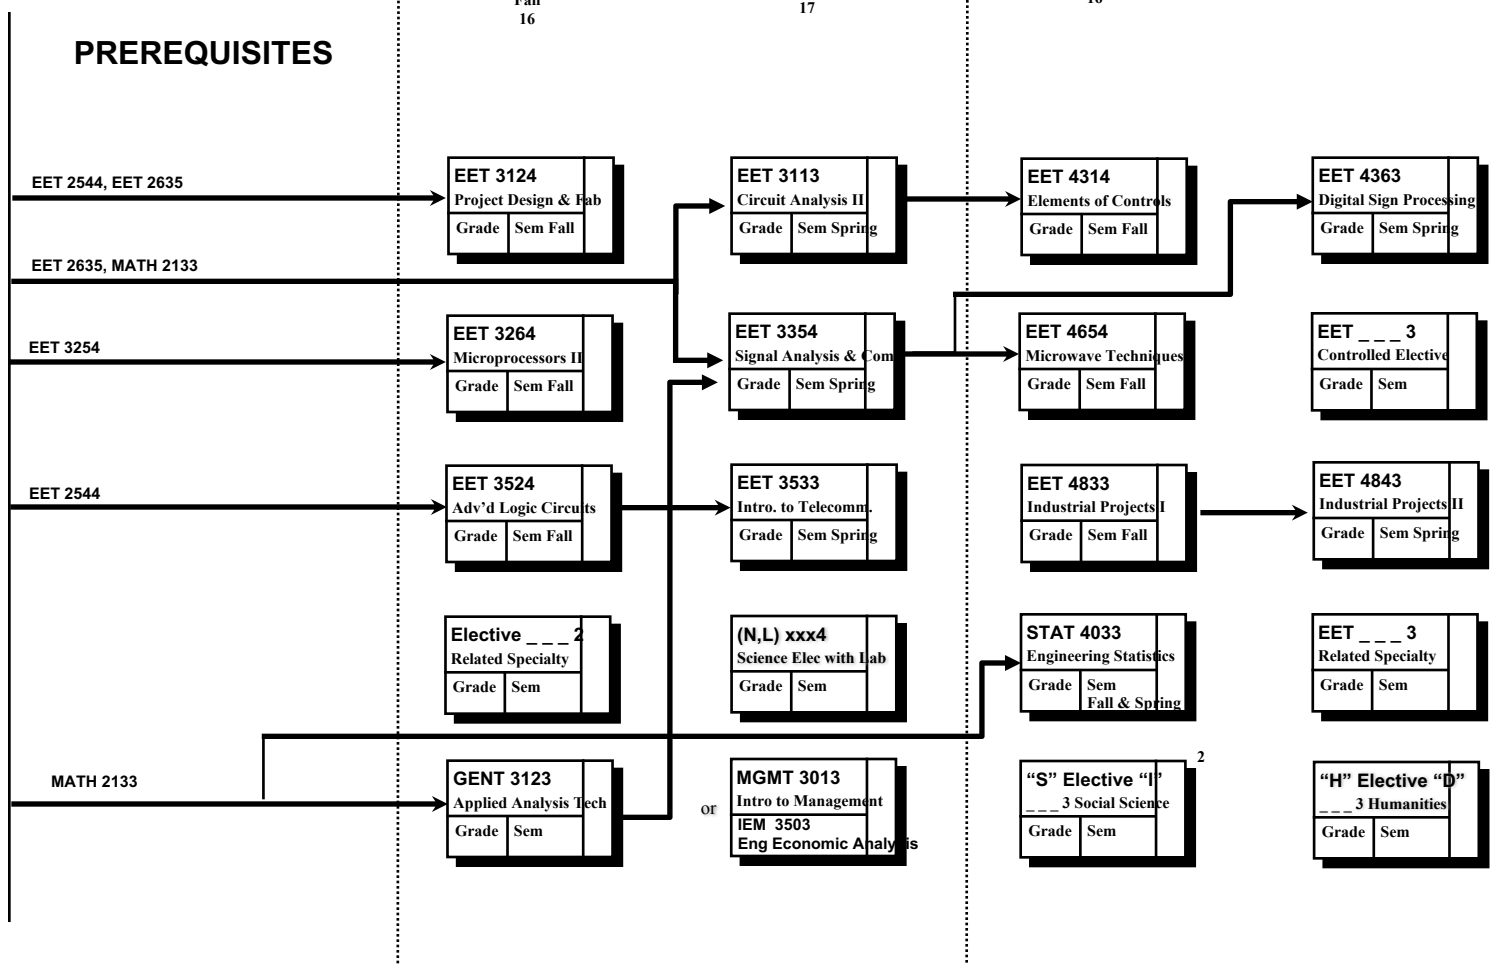 Fall
16
17
PREREQUISITES
EET 2544, EET 2635
EET 3124
Project Design & Fab
Grade Sem Fall
EET 3113
Circuit Analysis II
Grade Sem Spring
EET 4314
Elements of Controls
Grade Sem Fall
EET 4363
Digital Sign Processing
Grade Sem Spring
EET 2635, MATH 2133
EET 3254
EET 3264
Microprocessors II
Grade Sem Fall
EET 3354
Signal Analysis & Com
Grade Sem Spring
EET 4654
Microwave Techniques
Grade Sem Fall
EET _ _ _ 3
Controlled Elective
Grade Sem
EET 2544
EET 3524
Adv’d Logic Circuits
Grade Sem Fall
EET 3533
Intro. to Telecomm.
Grade Sem Spring
EET 4833
Industrial Projects I
Grade Sem Fall
EET 4843
Industrial Projects II
Grade Sem Spring
Elective _ _ _ 2
Related Specialty
Grade Sem
(N,L) xxx4
Science Elec with Lab
Grade Sem
STAT 4033
Engineering Statistics
Grade Sem
Fall & Spring
EET _ _ _ 3
Related Specialty
Grade Sem
MATH 2133
GENT 3123
Applied Analysis Tech
Grade Sem
or
MGMT 3013
Intro to Management
IEM 3503
Eng Economic Analysis
2
“S” Elective “I”
_ _ _ 3 Social Science
Grade Sem
“H” Elective “D”
_ _ _ 3 Humanities
Grade Sem